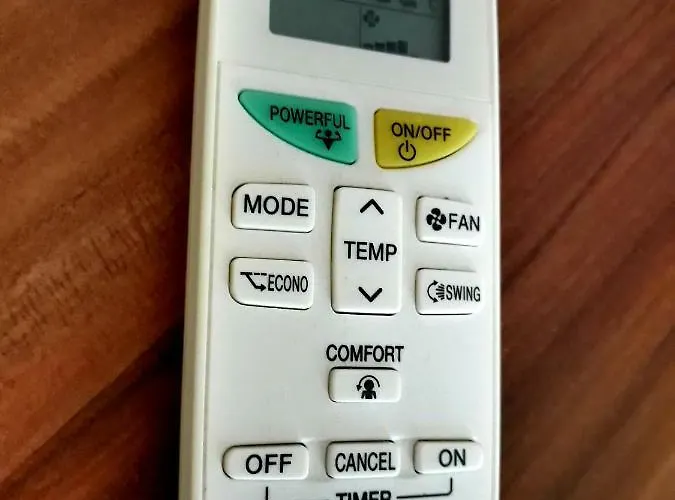 POWERFUL
ON/OFF
MODE
TEMP
FAN
ECONO
SWING
COMFORT
OFF
CANCEL
ON
TIMER